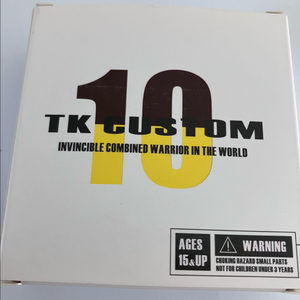 10
TK CUSTOM
INVINCIBLE COMBINED WARRIOR IN THE WORLD
AGES
15&UP
WARNING
CHOKING HAZARD SMALL PARTS
NOT FOR CHILDREN UNDER 3 YEARS